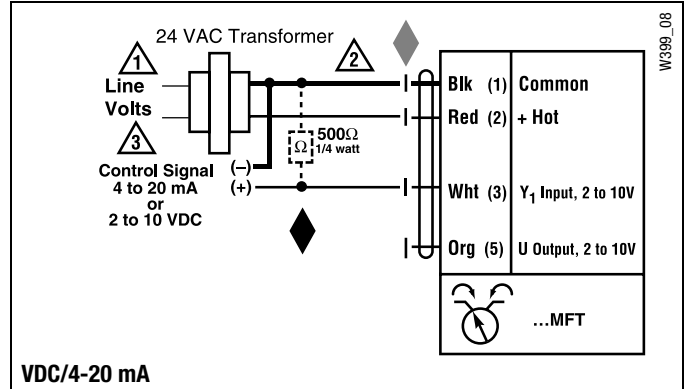 W399_08
24 VAC Transformer
1
2
Line
Volts
3
Blk (1) Common
Red (2) + Hot
500Ω
Ω 1/4 watt
Control Signal (–)
4 to 20 mA (+)
or
2 to 10 VDC
Wht (3) Y₁ Input, 2 to 10V
Org (5) U Output, 2 to 10V
...MFT
VDC/4-20 mA